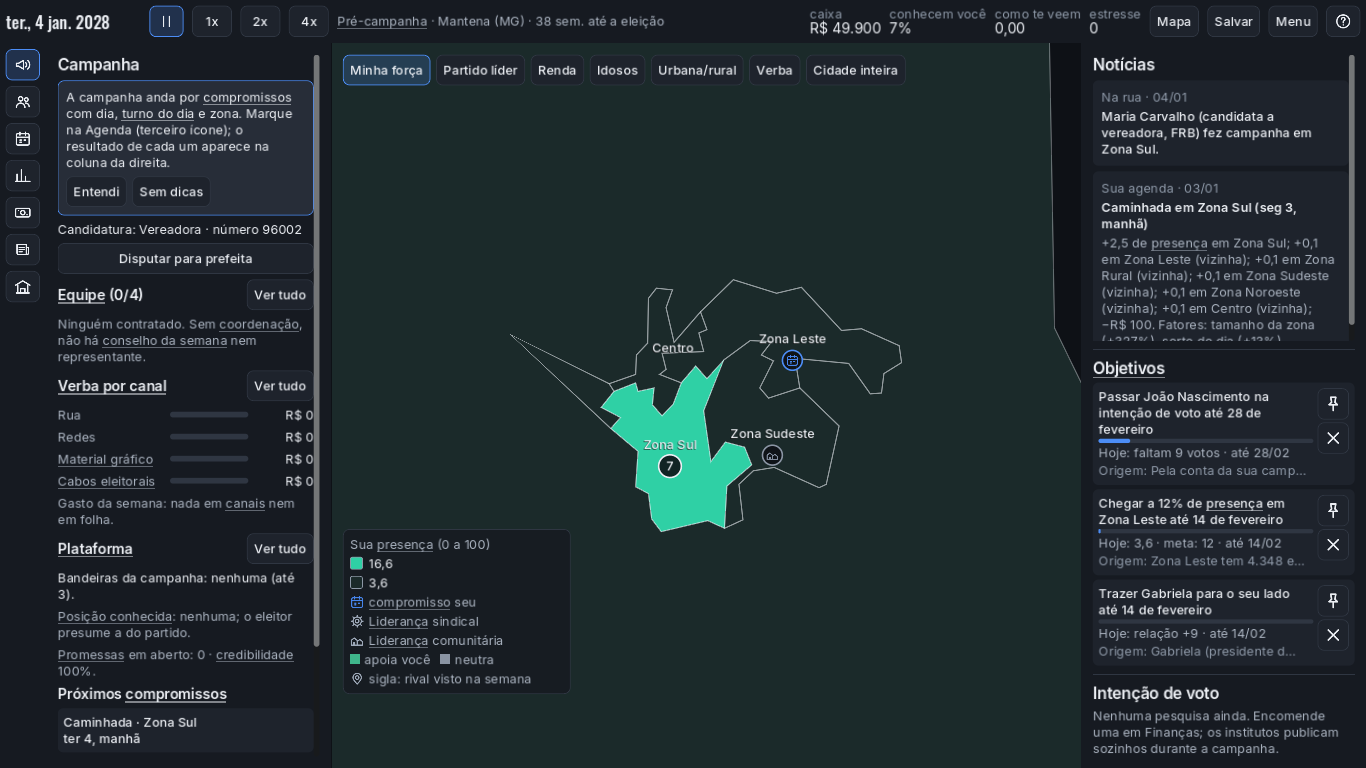 ter., 4 jan. 2028
1x
2x
4x
Pré-campanha · Mantena (MG) · 38 sem. até a eleição
caixa
R$ 49.900
conhecem você
7%
como te veem
0,00
estresse
0
Mapa
Salvar
Menu
Campanha
A campanha anda por compromissos
com dia, turno do dia e zona. Marque
na Agenda (terceiro ícone); o
resultado de cada um aparece na
coluna da direita.
Entendi
Sem dicas
Candidatura: Vereadora · número 96002
Disputar para prefeita
Equipe (0/4)
Ver tudo
Ninguém contratado. Sem coordenação,
não há conselho da semana nem
representante.
Verba por canal
Ver tudo
Rua R$ 0
Redes R$ 0
Material gráfico R$ 0
Cabos eleitorais R$ 0
Gasto da semana: nada em canais nem
em folha.
Plataforma
Ver tudo
Bandeiras da campanha: nenhuma (até
3).
Posição conhecida: nenhuma; o eleitor
presume a do partido.
Promessas em aberto: 0 · credibilidade
100%.
Próximos compromissos
Caminhada · Zona Sul
ter 4, manhã
Minha força
Partido líder
Renda
Idosos
Urbana/rural
Verba
Cidade inteira
Zona Leste
Centro
Zona Sudeste
Zona Sul
7
Sua presença (0 a 100)
16,6
3,6
compromisso seu
Liderança sindical
Liderança comunitária
apoia você
neutra
sigla: rival visto na semana
Notícias
Na rua · 04/01
Maria Carvalho (candidata a
vereadora, FRB) fez campanha em
Zona Sul.
Sua agenda · 03/01
Caminhada em Zona Sul (seg 3,
manhã)
+2,5 de presença em Zona Sul; +0,1
em Zona Leste (vizinha); +0,1 em Zona
Rural (vizinha); +0,1 em Zona Sudeste
(vizinha); +0,1 em Zona Noroeste
(vizinha); +0,1 em Centro (vizinha);
−R$ 100. Fatores: tamanho da zona
Objetivos
Passar João Nascimento na
intenção de voto até 28 de
fevereiro
Hoje: faltam 9 votos · até 28/02
Origem: Pela conta da sua camp...
Chegar a 12% de presença em
Zona Leste até 14 de fevereiro
Hoje: 3,6 · meta: 12 · até 14/02
Origem: Zona Leste tem 4.348 e...
Trazer Gabriela para o seu lado
até 14 de fevereiro
Hoje: relação +9 · até 14/02
Origem: Gabriela (presidente d...
Intenção de voto
Nenhuma pesquisa ainda. Encomende
uma em Finanças; os institutos publicam
sozinhos durante a campanha.